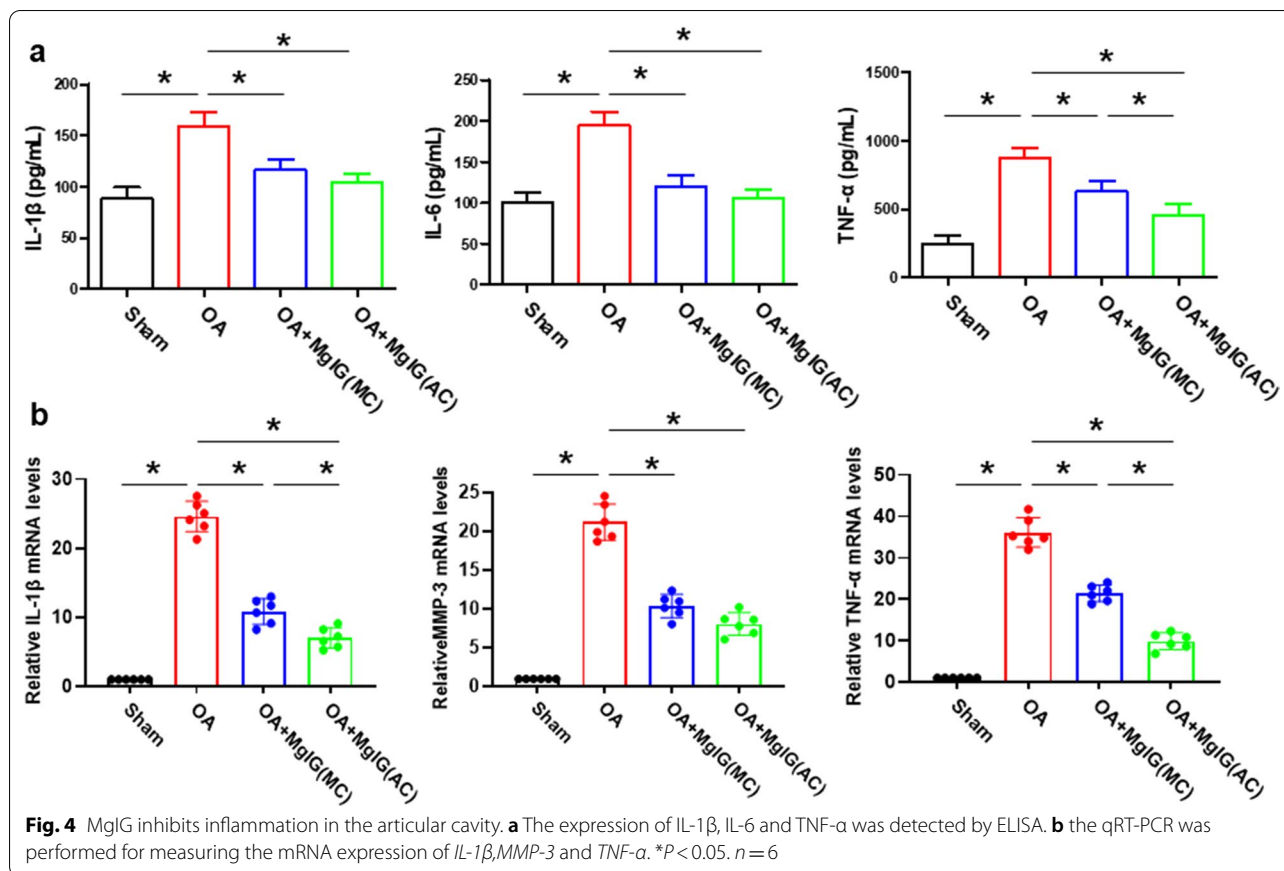 a
* * *
* * *
* * * *
IL-1β (pg/mL)
200
150
100
50
0
Sham
OA
OA+MgIG(MC)
OA+MgIG(AC)
IL-6 (pg/mL)
250
200
150
100
50
0
Sham
OA
OA+MgIG(MC)
OA+MgIG(AC)
TNF-α (pg/mL)
1500
1000
500
0
Sham
OA
OA+MgIG(MC)
OA+MgIG(AC)
b
* * * *
* * *
* * * *
Relative IL-1β mRNA levels
30
20
10
0
Sham
OA
OA+MgIG(MC)
OA+MgIG(AC)
RelativeMMP-3 mRNA levels
25
20
15
10
5
0
Sham
OA
OA+MgIG(MC)
OA+MgIG(AC)
Relative TNF-α mRNA levels
50
40
30
20
10
0
Sham
OA
OA+MgIG(MC)
OA+MgIG(AC)
Fig. 4 MgIG inhibits inflammation in the articular cavity. a The expression of IL-1β, IL-6 and TNF-α was detected by ELISA. b the qRT-PCR was
performed for measuring the mRNA expression of IL-1β,MMP-3 and TNF-α. *P < 0.05. n = 6